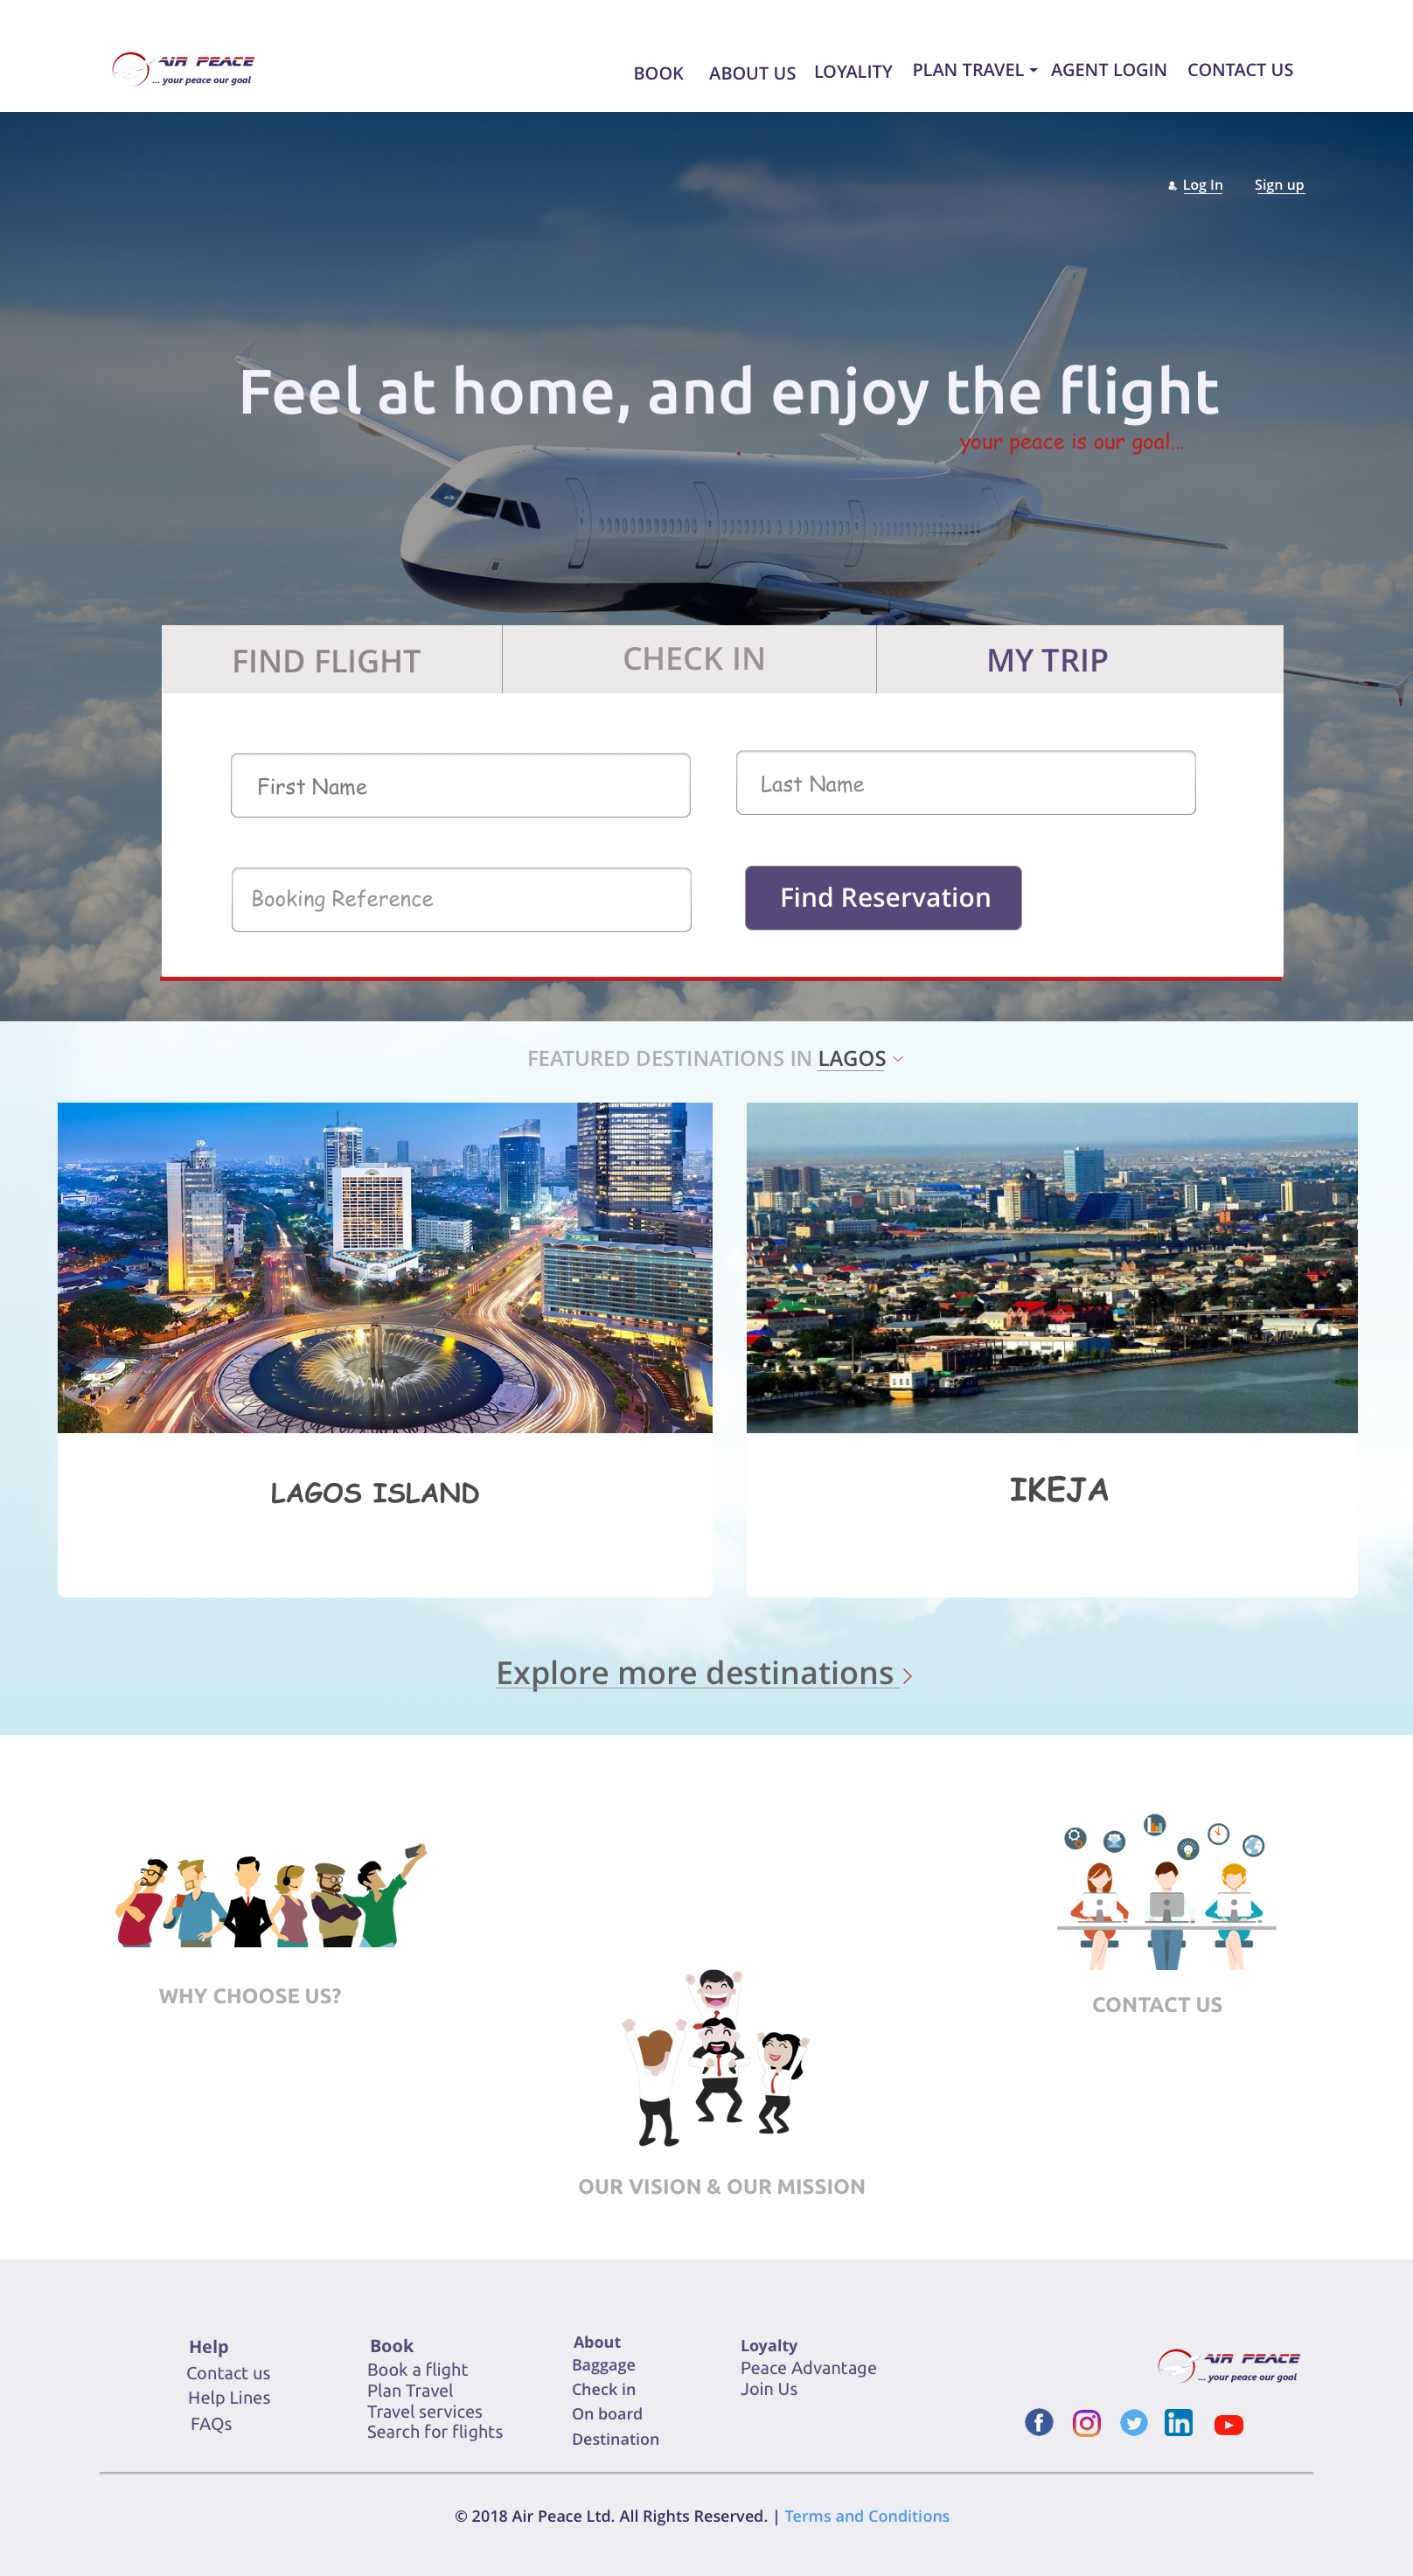 AIR PEACE
... your peace our goal
BOOK ABOUT US LOYALITY PLAN TRAVEL AGENT LOGIN CONTACT US
Log In Sign up
Feel at home, and enjoy the flight
your peace is our goal...
FIND FLIGHT CHECK IN MY TRIP
First Name Last Name
Booking Reference Find Reservation
FEATURED DESTINATIONS IN LAGOS
LAGOS ISLAND IKEJA
Explore more destinations
WHY CHOOSE US?
CONTACT US
OUR VISION & OUR MISSION
Help
Contact us
Help Lines
FAQs
Book
Book a flight
Plan Travel
Travel services
Search for flights
About
Baggage
Check in
On board
Destination
Loyalty
Peace Advantage
Join Us
AIR PEACE
... your peace our goal
© 2018 Air Peace Ltd. All Rights Reserved. | Terms and Conditions